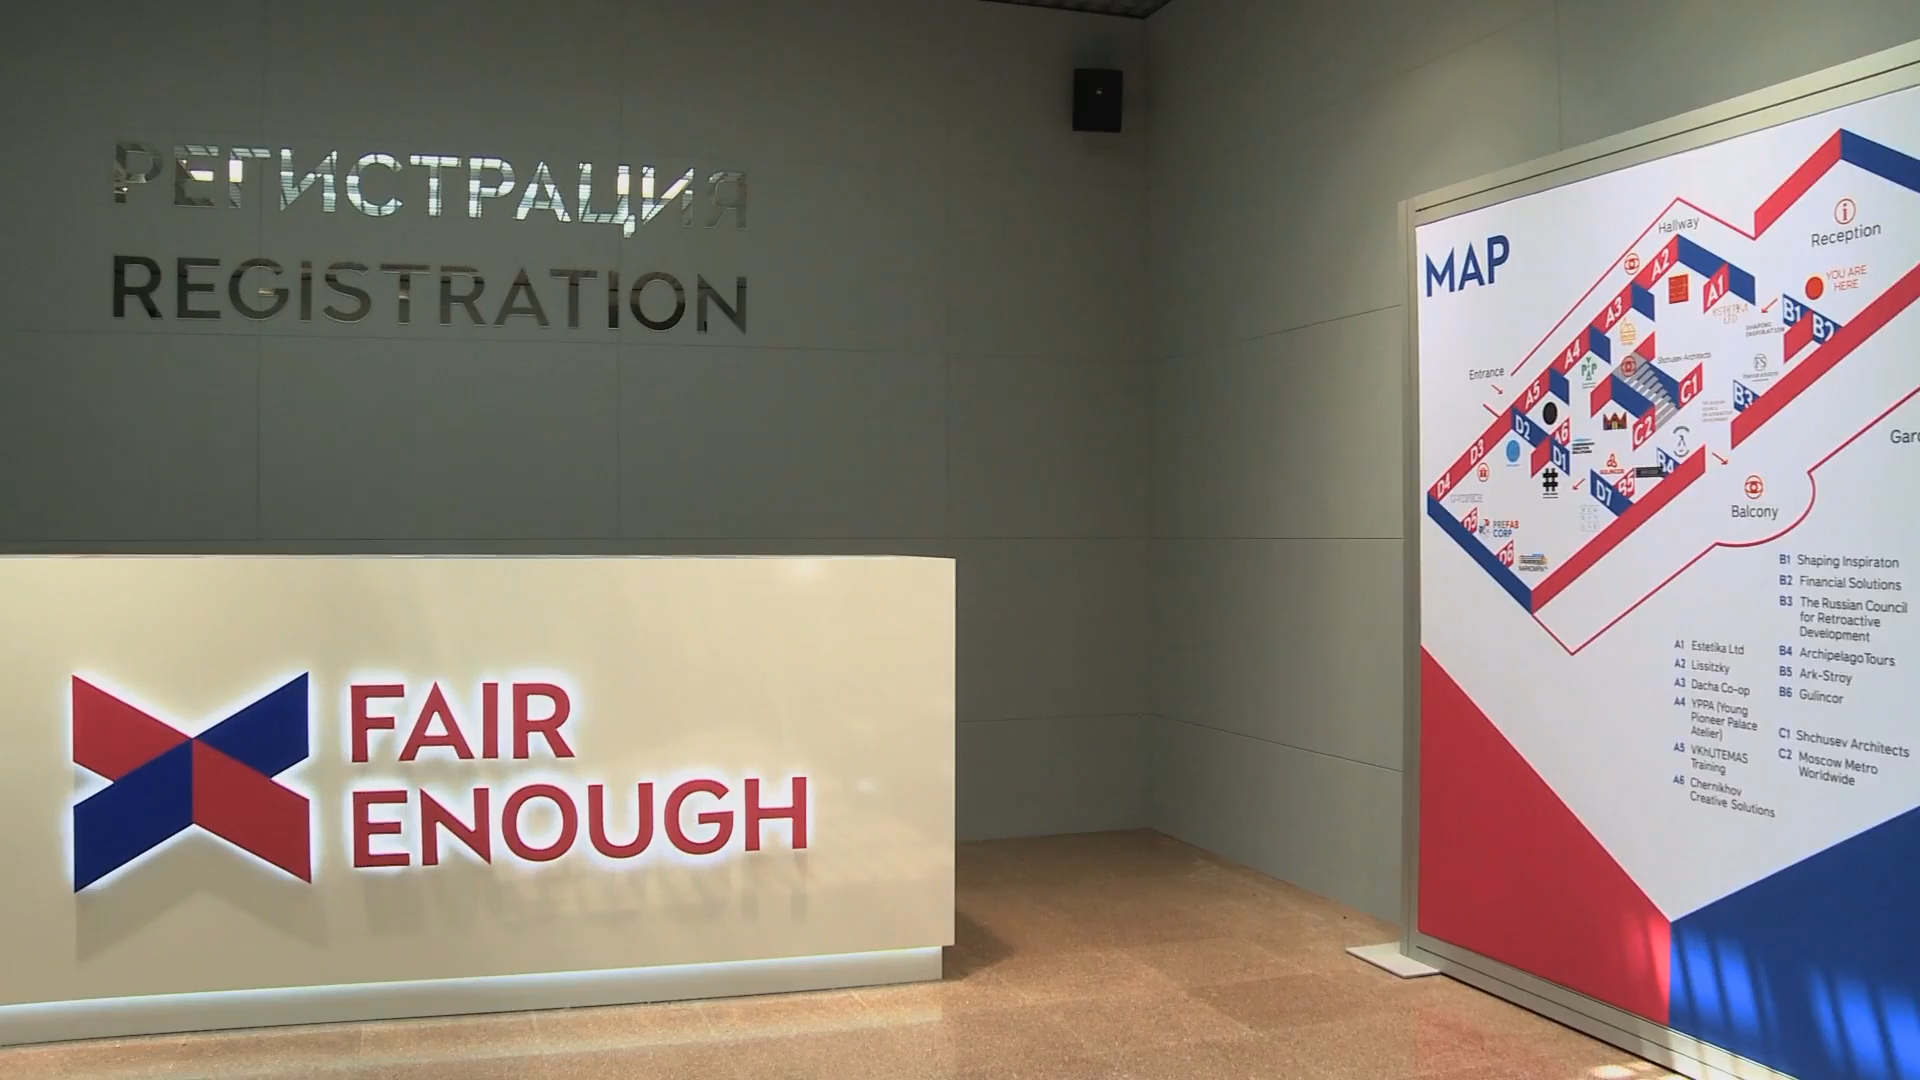 РЕГИСТРАЦИЯ
REGISTRATION
FAIR
ENOUGH
MAP
Hallway
Reception
YOU ARE
HERE
A2
A1
A3
A4
A5
A6
B1
B2
B3
B4
B5
C1
C2
D1
D2
D3
D4
D5
D6
D7
Shchusev Architects
SHAPING
INSPIRATION
Entrance
PREFAB
CORP
Balcony
B1 Shaping Inspiraton
B2 Financial Solutions
B3 The Russian Council
for Retroactive
Development
B4 ArchipelagoTours
B5 Ark-Stroy
B6 Gulincor
A1 Estetika Ltd
A2 Lissitzky
A3 Dacha Co-op
A4 YPPA (Young
Pioneer Palace
Atelier)
A5 VKhUTEMAS
Training
A6 Chernikhov
Creative Solutions
C1 Shchusev Architects
C2 Moscow Metro
Worldwide